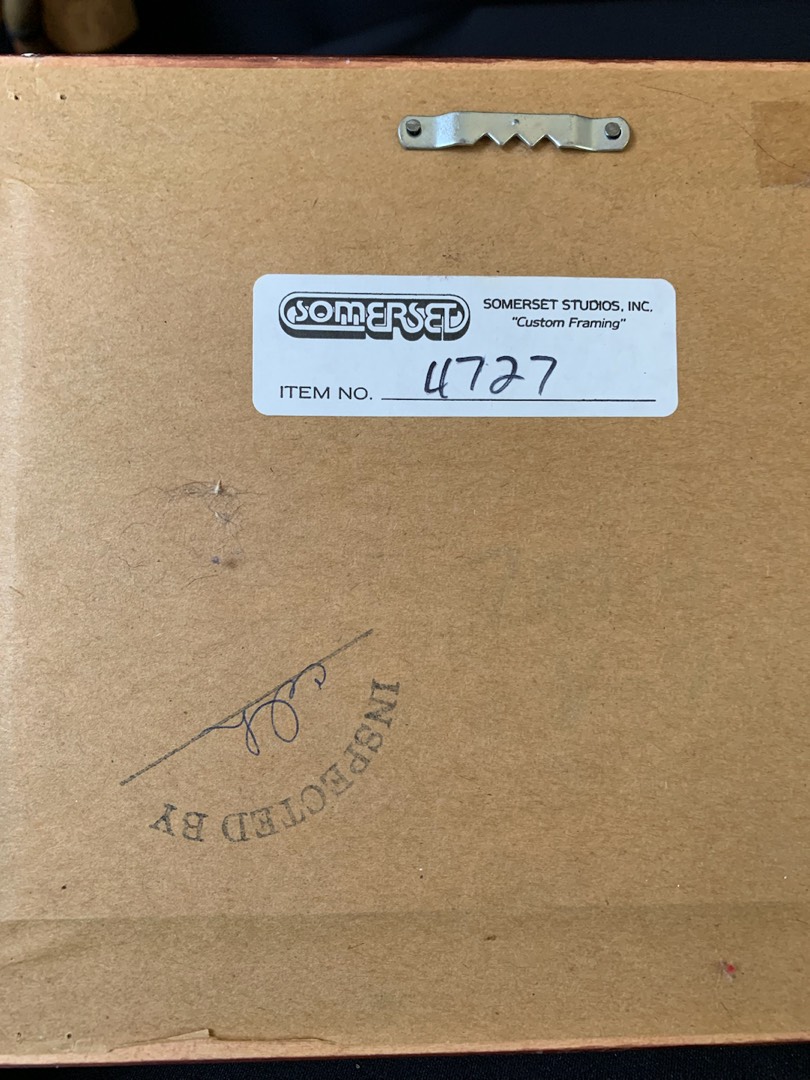 SOMERSET
SOMERSET STUDIOS, INC.
"Custom Framing"
ITEM NO. 4727
INSPECTED BY